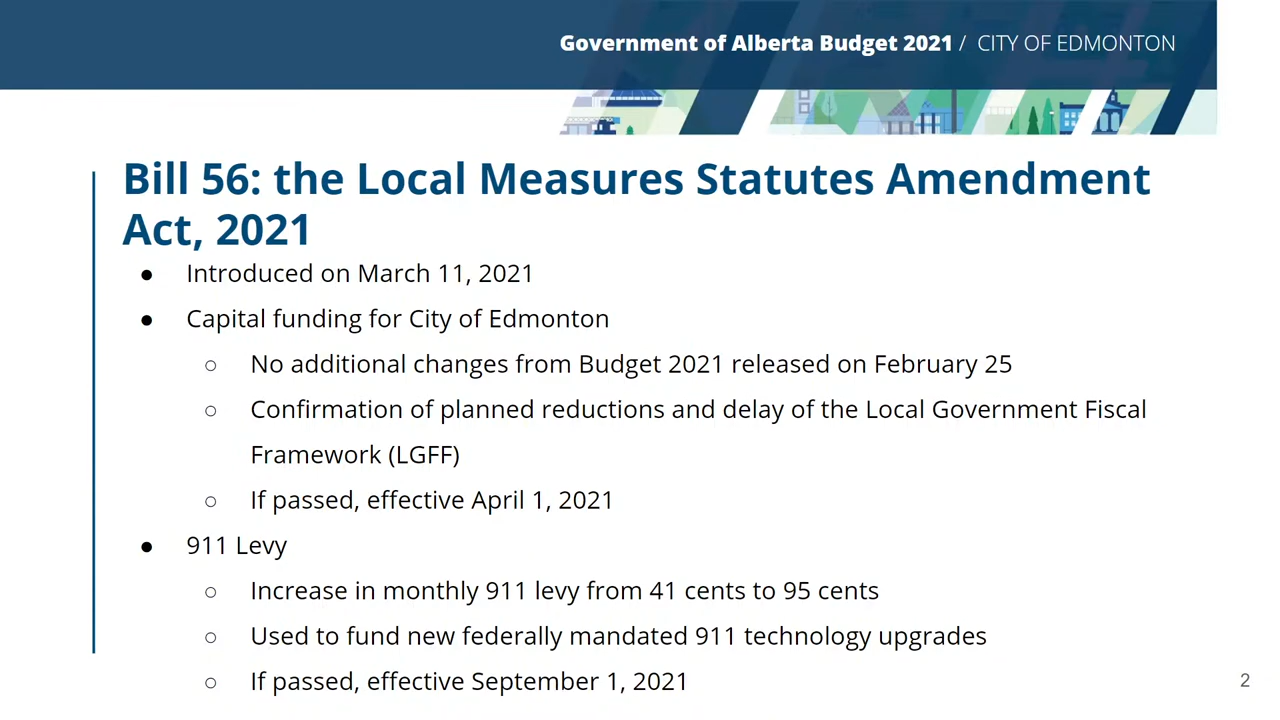 Government of Alberta Budget 2021 / CITY OF EDMONTON
Bill 56: the Local Measures Statutes Amendment
Act, 2021
● Introduced on March 11, 2021
● Capital funding for City of Edmonton
○ No additional changes from Budget 2021 released on February 25
○ Confirmation of planned reductions and delay of the Local Government Fiscal
Framework (LGFF)
○ If passed, effective April 1, 2021
● 911 Levy
○ Increase in monthly 911 levy from 41 cents to 95 cents
○ Used to fund new federally mandated 911 technology upgrades
○ If passed, effective September 1, 2021
2